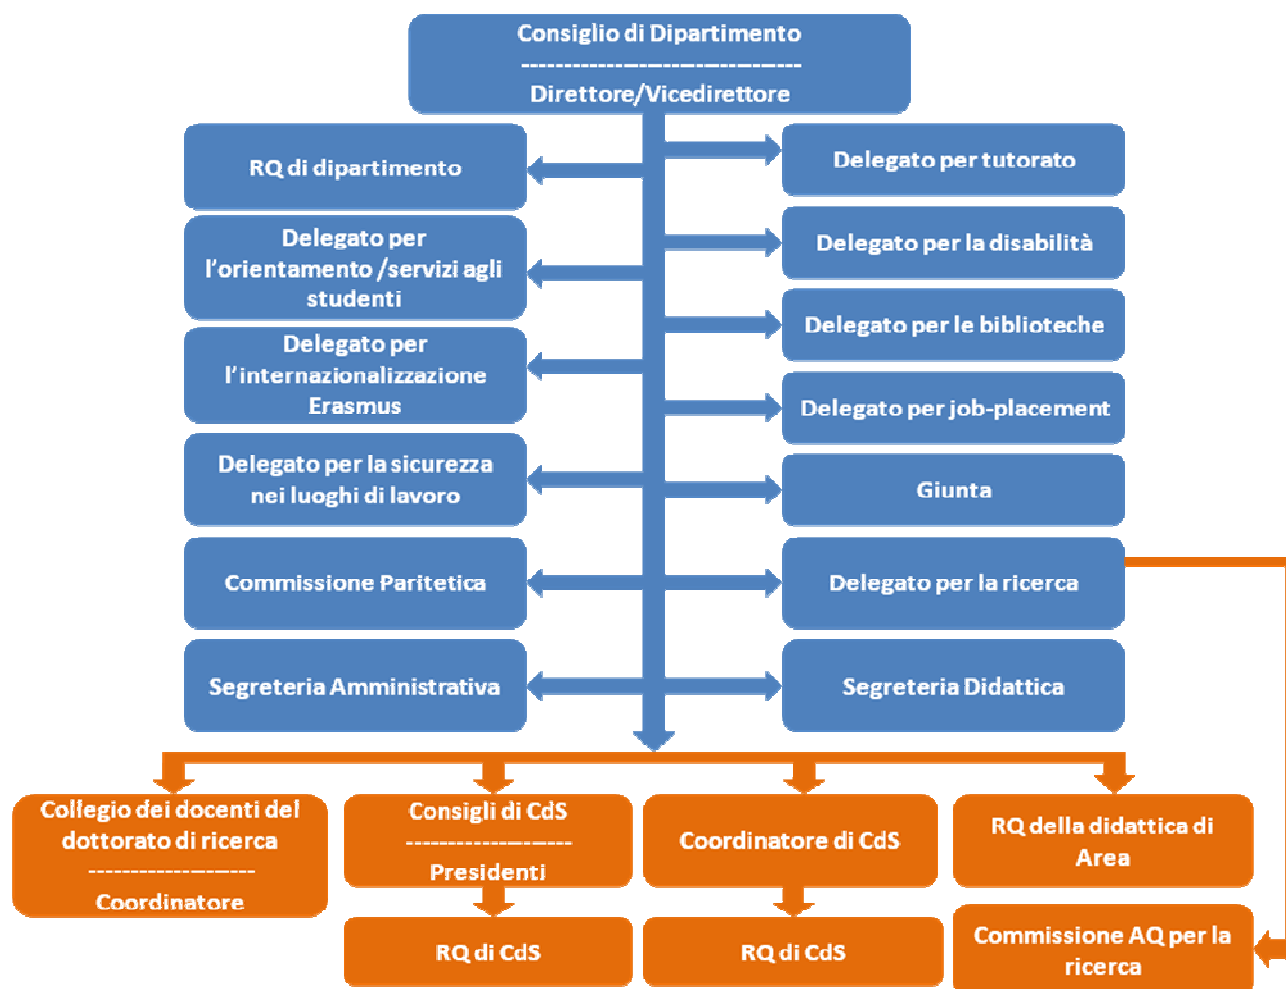 Consiglio di Dipartimento
---------------------------------
Direttore/Vicedirettore
RQ di dipartimento
Delegato per tutorato
Delegato per
l'orientamento /servizi agli
studenti
Delegato per la disabilità
Delegato per
l'internazionalizzazione
Erasmus
Delegato per le biblioteche
Delegato per job-placement
Delegato per la sicurezza
nei luoghi di lavoro
Giunta
Commissione Paritetica
Delegato per la ricerca
Segreteria Amministrativa
Segreteria Didattica
Collegio dei docenti del
dottorato di ricerca
--------------------
Coordinatore
Consigli di CdS
--------------------
Presidenti
Coordinatore di CdS
RQ della didattica di
Area
RQ di CdS
RQ di CdS
Commissione AQ per la
ricerca